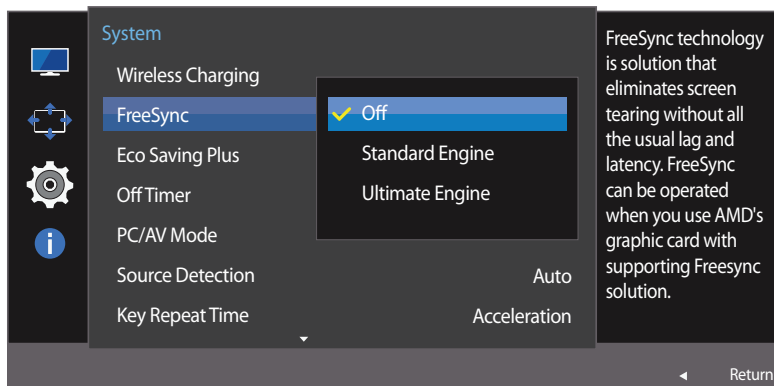 System
Wireless Charging
FreeSync
Eco Saving Plus
Off Timer
PC/AV Mode
Source Detection
Auto
Key Repeat Time
Acceleration
Off
Standard Engine
Ultimate Engine
FreeSync technology
is solution that
eliminates screen
tearing without all
the usual lag and
latency. FreeSync
can be operated
when you use AMD's
graphic card with
supporting Freesync
solution.
Return